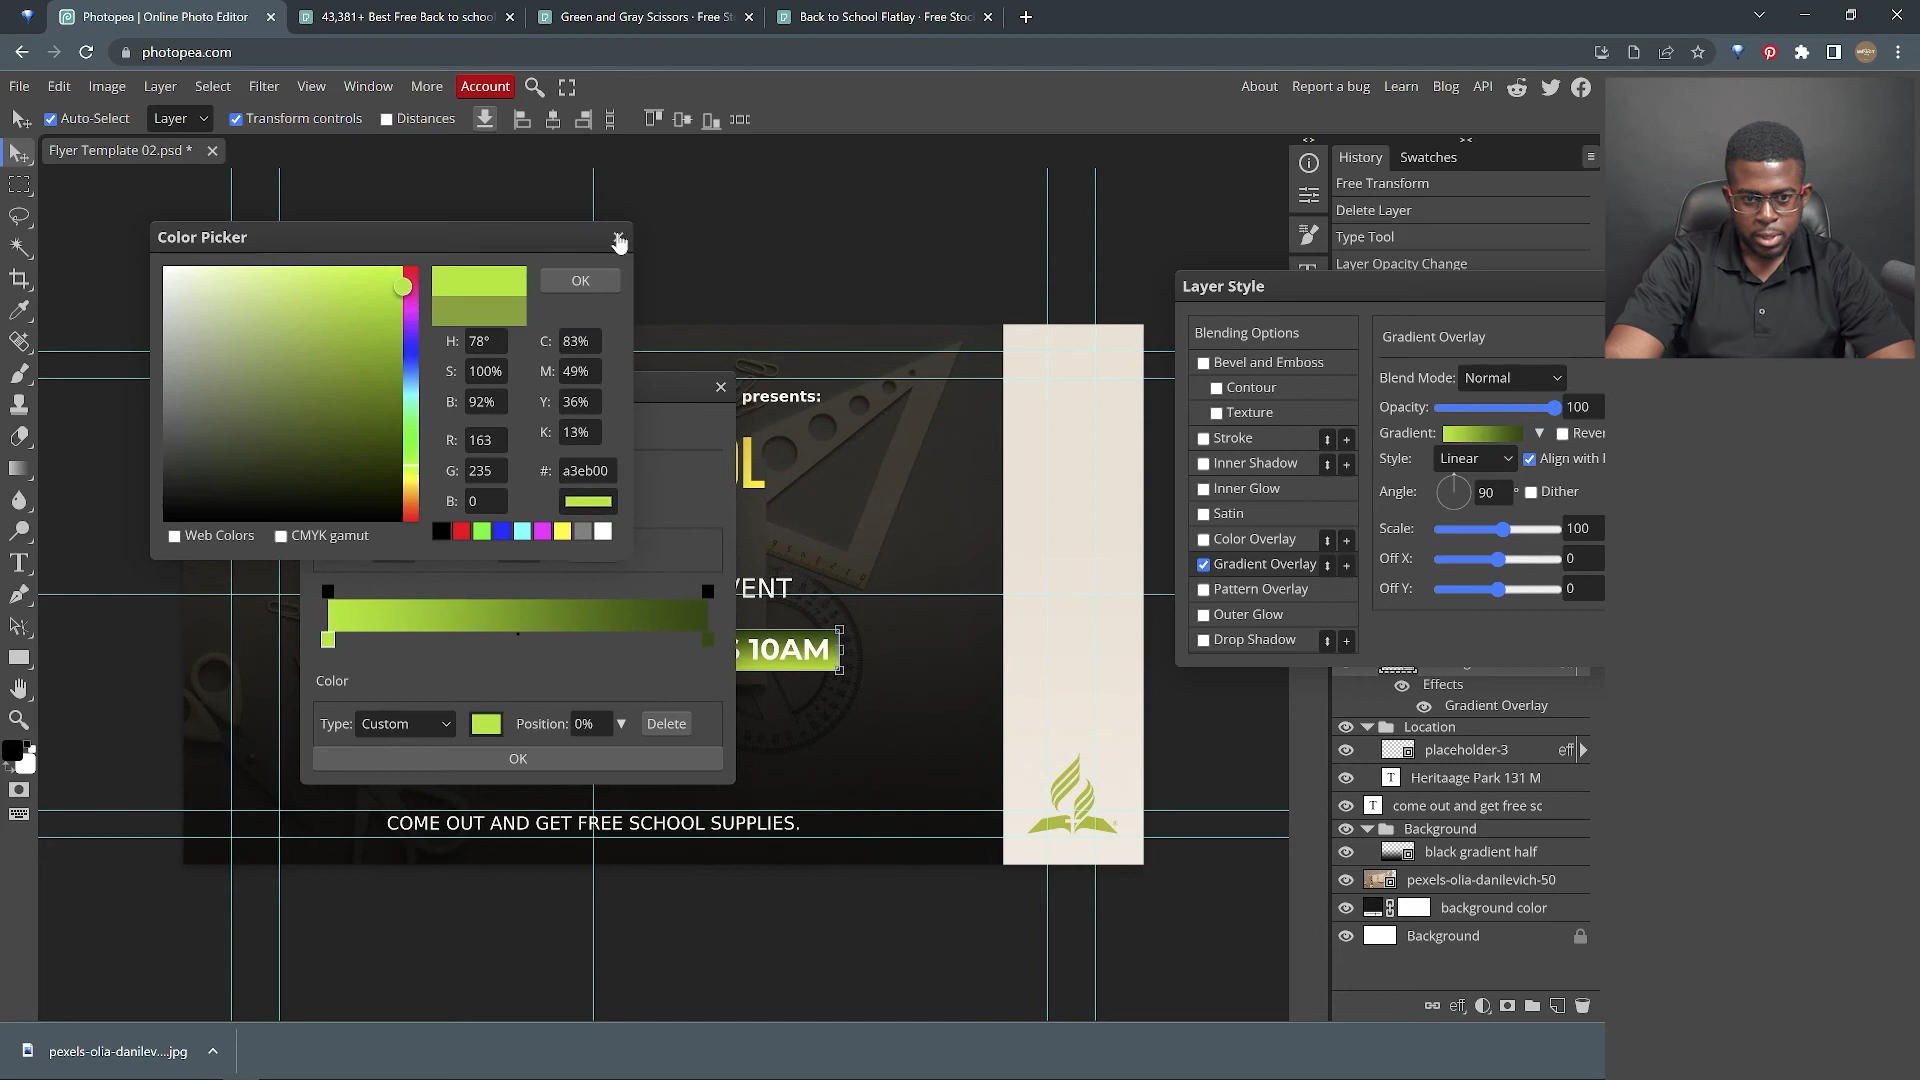 Photopea | Online Photo Editor
43,381+ Best Free Back to school
Green and Gray Scissors · Free St
Back to School Flatlay · Free Stoc
photopea.com
File Edit Image Layer Select Filter View Window More Account
About Report a bug Learn Blog API
Auto-Select Layer Transform controls Distances
Flyer Template 02.psd *
History Swatches
Free Transform
Delete Layer
Type Tool
Layer Opacity Change
Color Picker
OK
H: 78° C: 83%
S: 100% M: 49%
B: 92% Y: 36%
K: 13%
R: 163
G: 235 #: a3eb00
B: 0
Web Colors CMYK gamut
presents:
OL
VENT
10AM
Color
Type: Custom Position: 0% Delete
OK
COME OUT AND GET FREE SCHOOL SUPPLIES.
Layer Style
Blending Options
Bevel and Emboss
Contour
Texture
Stroke
Inner Shadow
Inner Glow
Satin
Color Overlay
Gradient Overlay
Pattern Overlay
Outer Glow
Drop Shadow
Gradient Overlay
Blend Mode: Normal
Opacity: 100
Gradient: Rever
Style: Linear Align with l
Angle: 90 ° Dither
Scale: 100
Off X: 0
Off Y: 0
Effects
Gradient Overlay
Location
placeholder-3 eff
T Heritaage Park 131 M
T come out and get free sc
Background
black gradient half
pexels-olia-danilevich-50
background color
Background
eff
pexels-olia-danilev....jpg